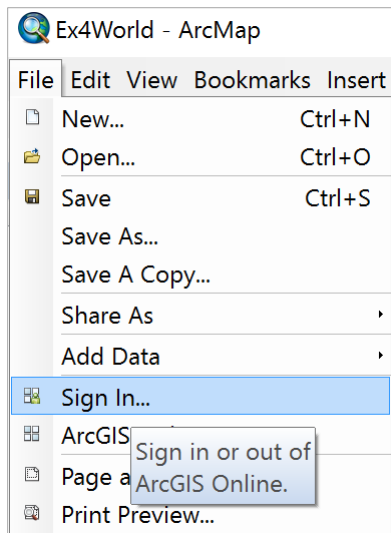 Ex4World - ArcMap
File Edit View Bookmarks Insert
New... Ctrl+N
Open... Ctrl+O
Save Ctrl+S
Save As...
Save A Copy...
Share As
Add Data
Sign In...
ArcGIS
Sign in or out of
ArcGIS Online.
Page a
Print Preview...